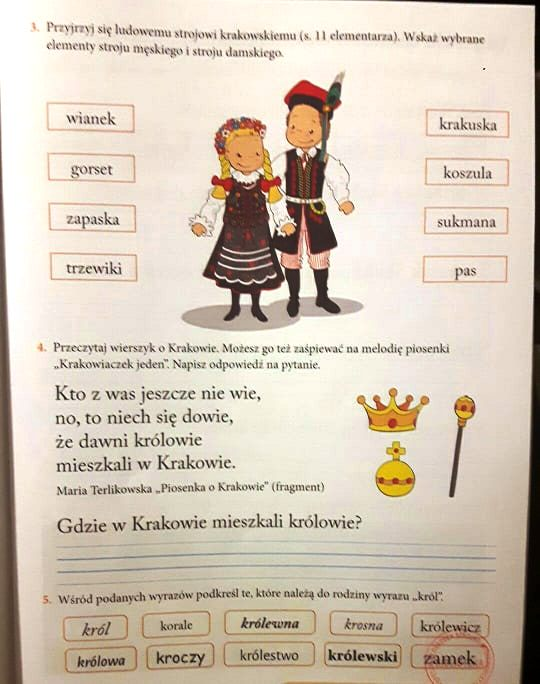 3. Przyjrzyj się ludowemu strojowi krakowskiemu (s. 11 elementarza). Wskaż wybrane
elementy stroju męskiego i stroju damskiego.
wianek
gorset
zapaska
trzewiki
krakuska
koszula
sukmana
pas
4. Przeczytaj wierszyk o Krakowie. Możesz go też zaśpiewać na melodię piosenki
„Krakowiaczek jeden”. Napisz odpowiedź na pytanie.
Kto z was jeszcze nie wie,
no, to niech się dowie,
że dawni królowie
mieszkali w Krakowie.
Maria Terlikowska „Piosenka o Krakowie” (fragment)
Gdzie w Krakowie mieszkali królowie?
5. Wśród podanych wyrazów podkreśl te, które należą do rodziny wyrazu „król”.
król korale królewna krosna królewicz
królowa kroczy królestwo królewski zamek